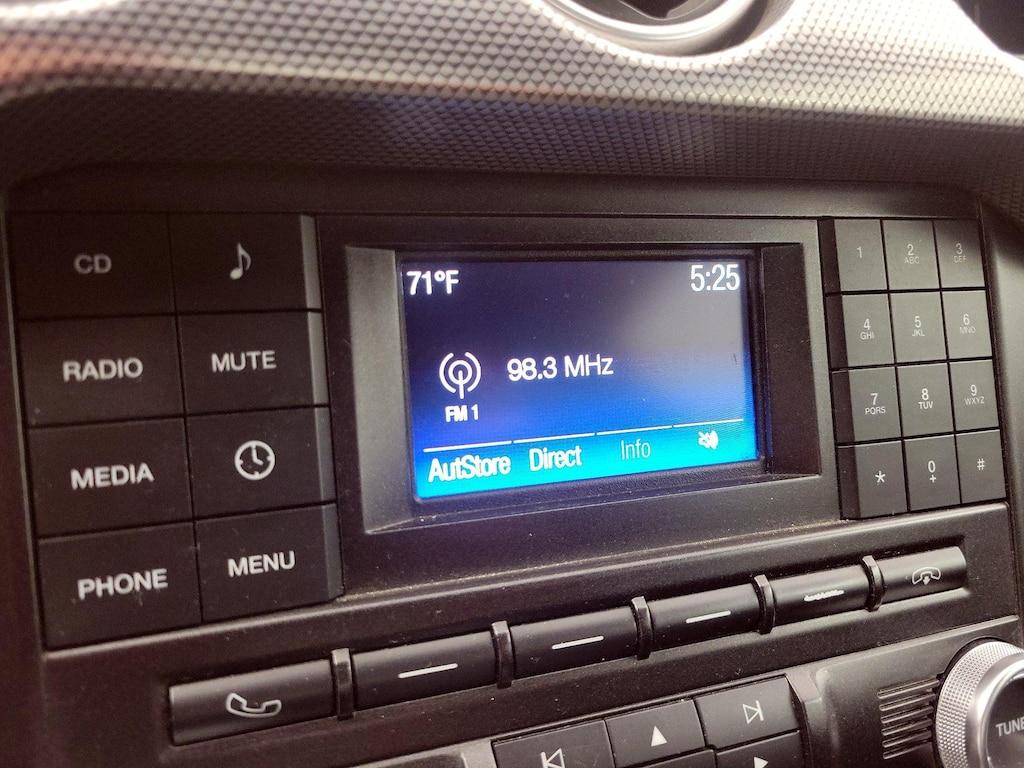 CD
RADIO
MUTE
MEDIA
PHONE
MENU
71°F
5:25
98.3 MHz
FM 1
AutStore Direct Info
1
2 ABC
3 DEF
4 GHI
5 JKL
6 MNO
7 PQRS
8 TUV
9 WXYZ
*
0 +
#
TUNE